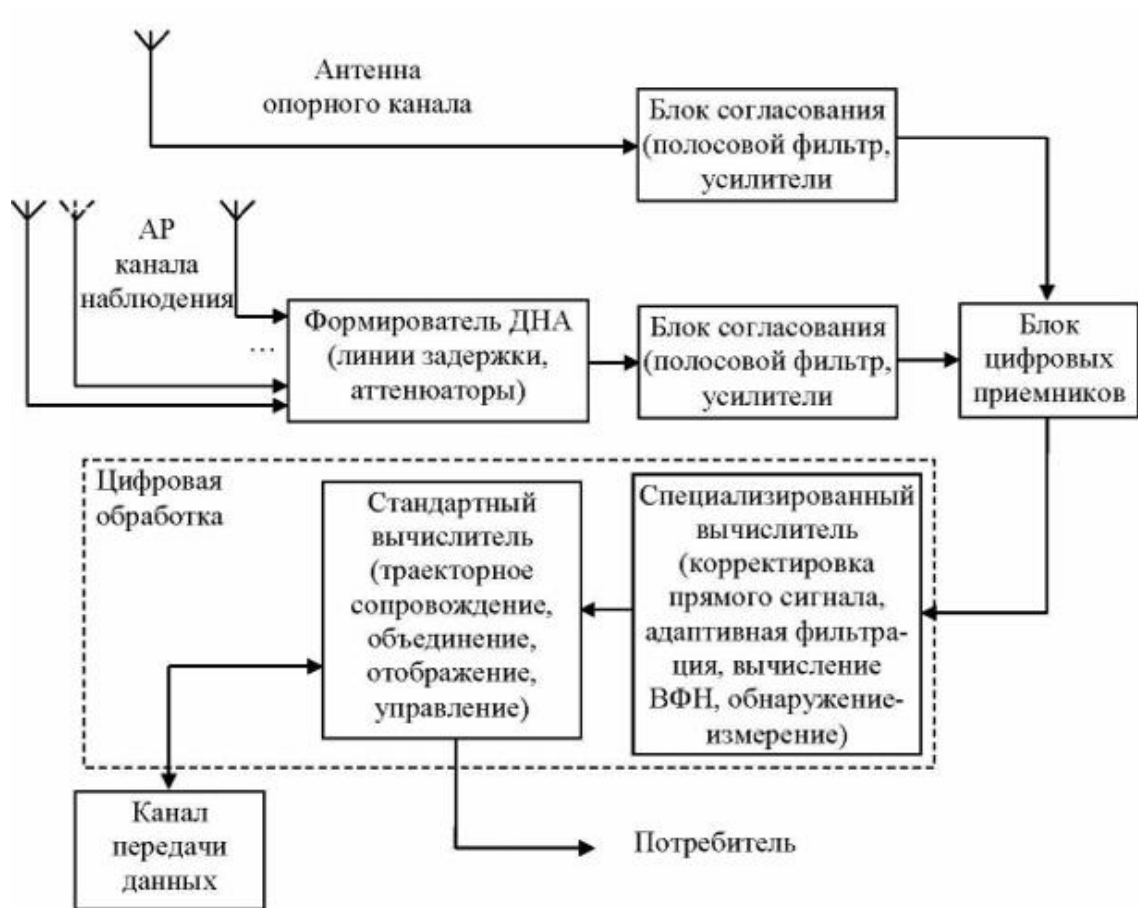 Антенна
опорного канала
Блок согласования
(полосовой фильтр,
усилители
АР
канала
наблюдения
...
Формирователь ДНА
(линии задержки,
аттенюаторы)
Блок согласования
(полосовой фильтр,
усилители
Блок
цифровых
приемников
Цифровая
обработка
Стандартный
вычислитель
(траекторное
сопровождение,
объединение,
отображение,
управление)
Специализированный
вычислитель
(корректировка
прямого сигнала,
адаптивная фильтра-
ция, вычисление
ВФН, обнаружение-
измерение)
Канал
передачи
данных
Потребитель